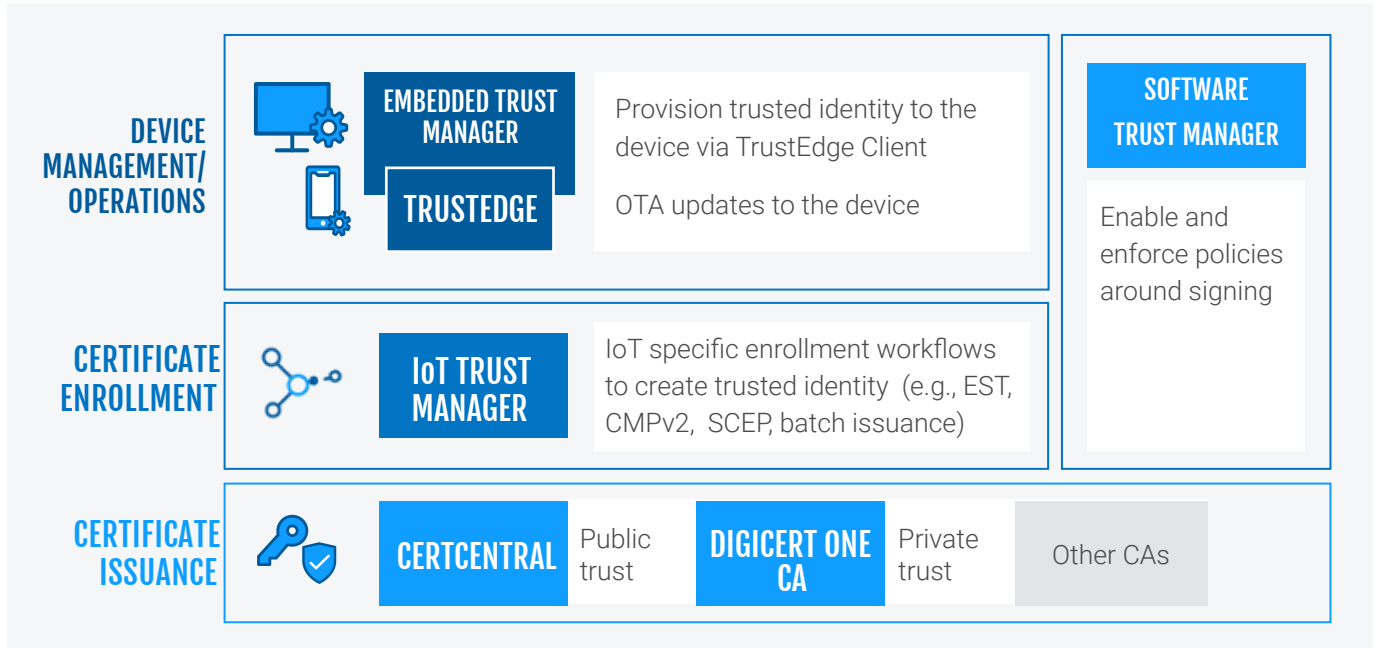 DEVICE
MANAGEMENT/
OPERATIONS
EMBEDDED TRUST
MANAGER
TRUSTEDGE
Provision trusted identity to the
device via TrustEdge Client
OTA updates to the device
SOFTWARE
TRUST MANAGER
Enable and
enforce policies
around signing
CERTIFICATE
ENROLLMENT
IoT TRUST
MANAGER
IoT specific enrollment workflows
to create trusted identity  (e.g., EST,
CMPv2,  SCEP, batch issuance)
CERTIFICATE
ISSUANCE
CERTCENTRAL
Public
trust
DIGICERT ONE
CA
Private
trust
Other CAs